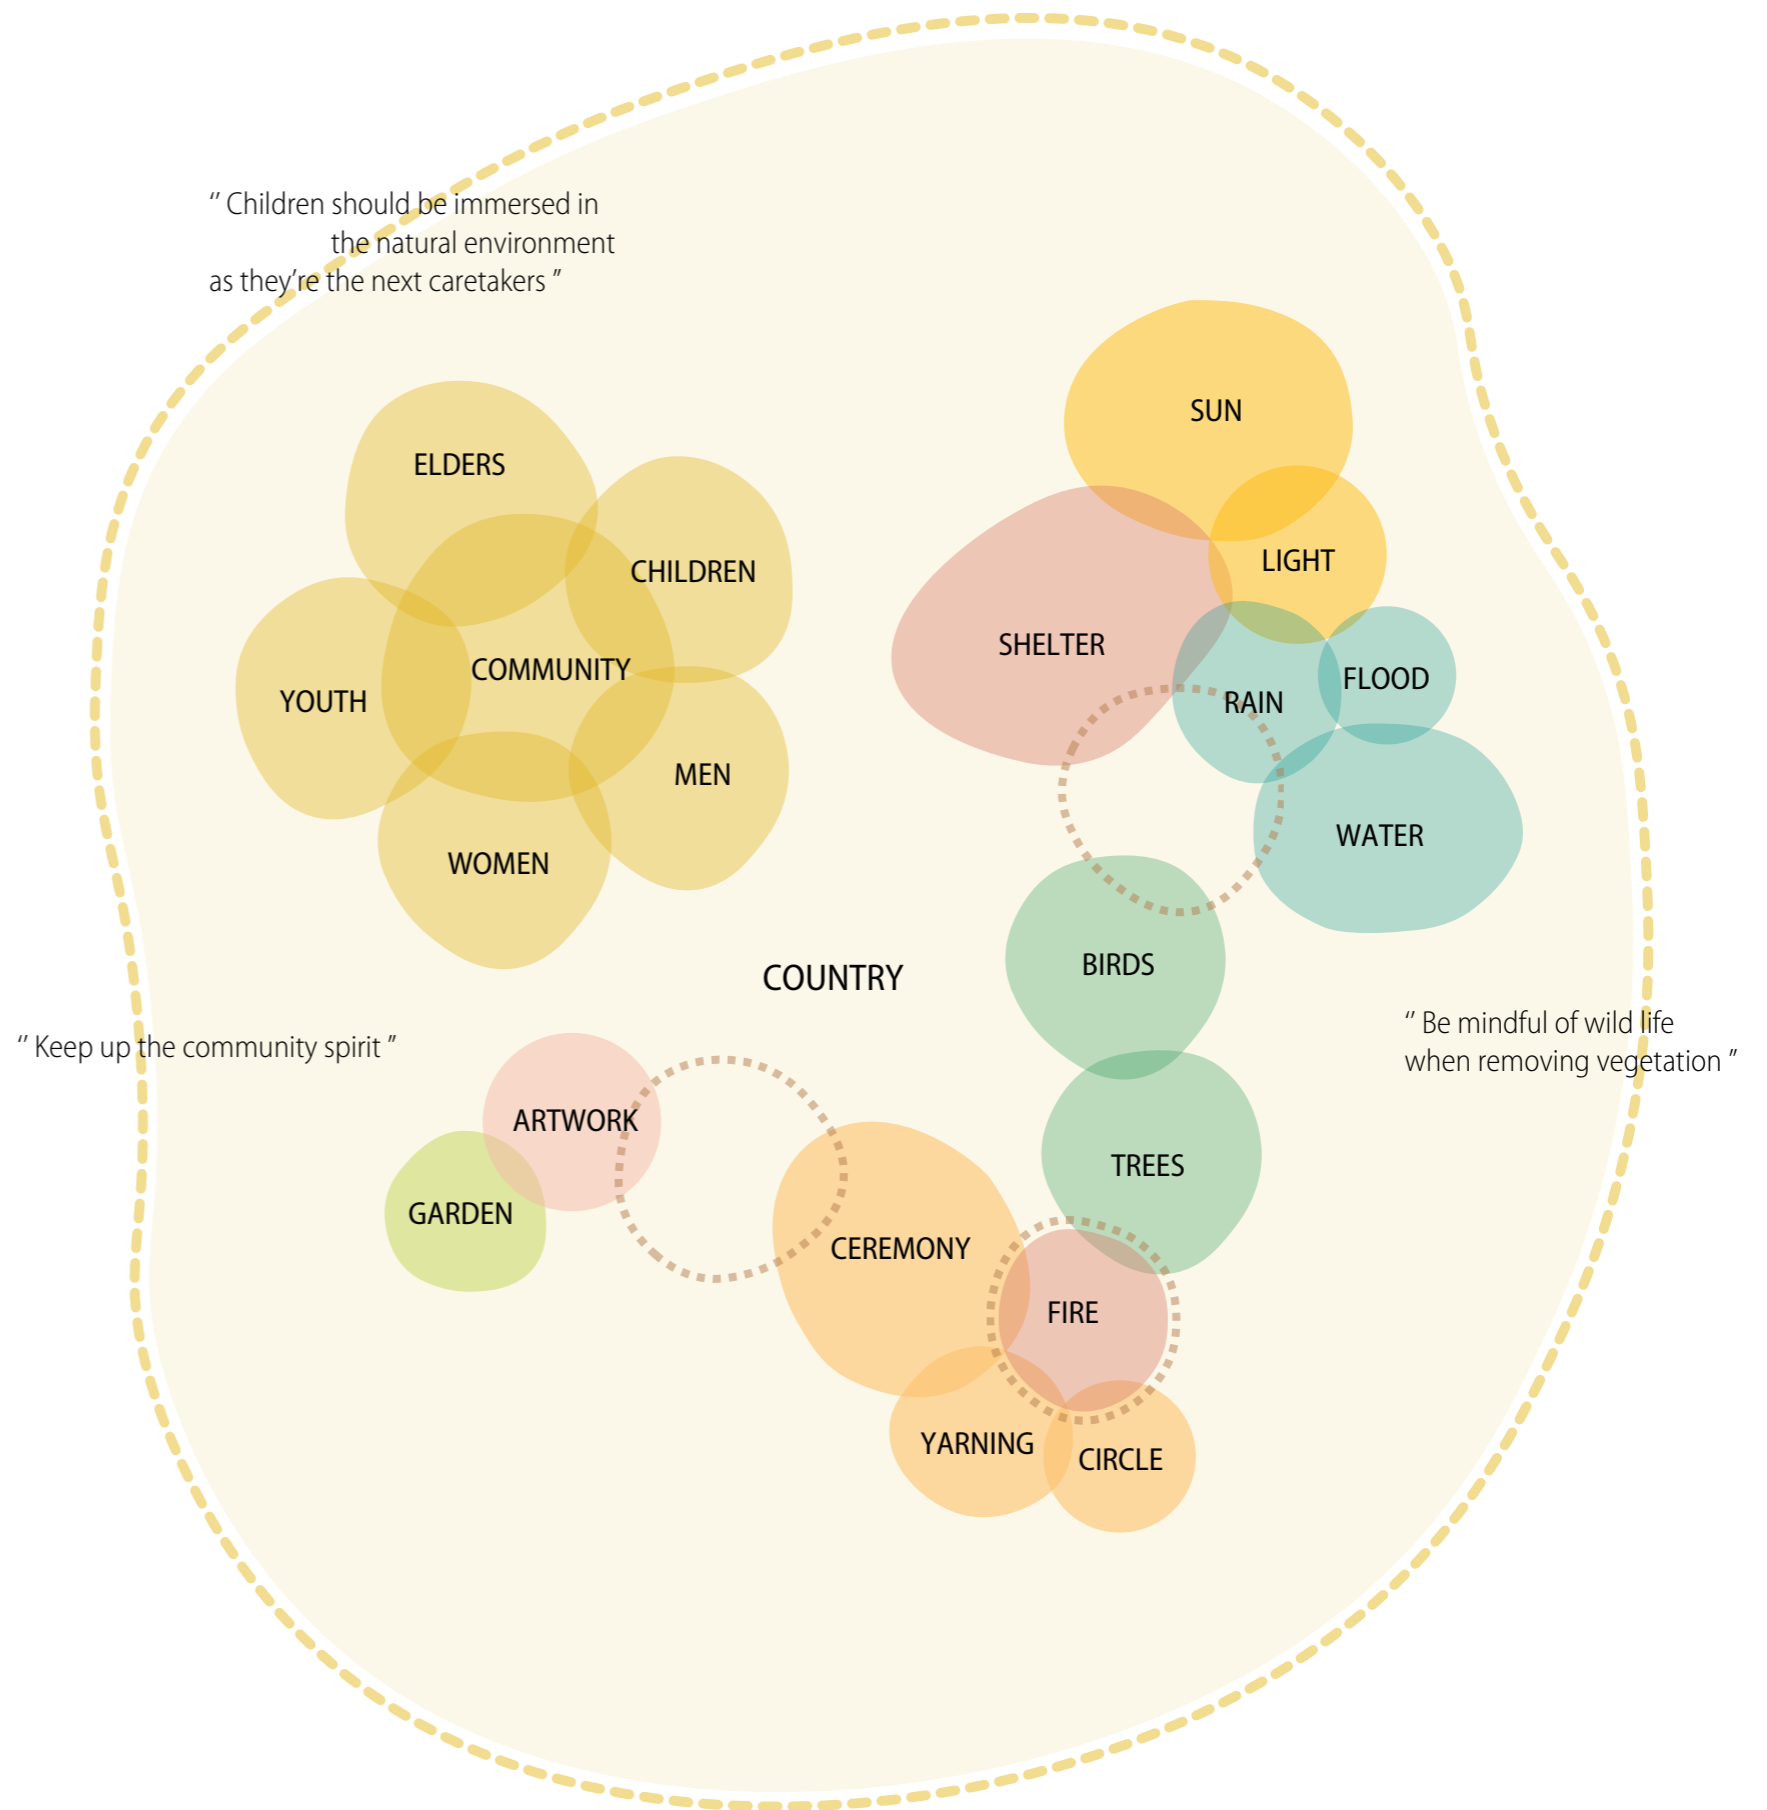 “ Children should be immersed in
the natural environment
as they’re the next caretakers ”
SUN
ELDERS
LIGHT
CHILDREN
SHELTER
COMMUNITY
FLOOD
YOUTH
RAIN
MEN
WATER
WOMEN
BIRDS
COUNTRY
“ Be mindful of wild life
when removing vegetation ”
“ Keep up the community spirit ”
ARTWORK
TREES
GARDEN
CEREMONY
FIRE
YARNING
CIRCLE